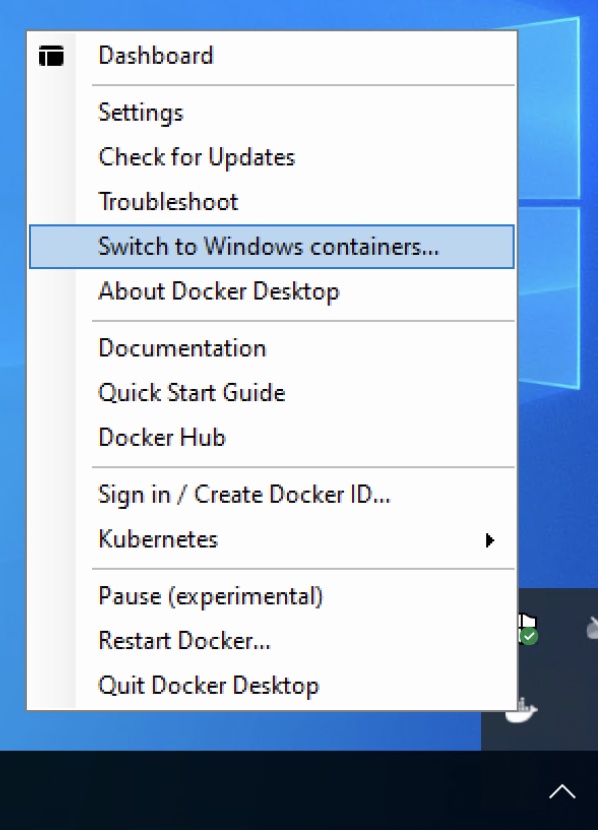 Dashboard
Settings
Check for Updates
Troubleshoot
Switch to Windows containers...
About Docker Desktop
Documentation
Quick Start Guide
Docker Hub
Sign in / Create Docker ID...
Kubernetes
Pause (experimental)
Restart Docker...
Quit Docker Desktop